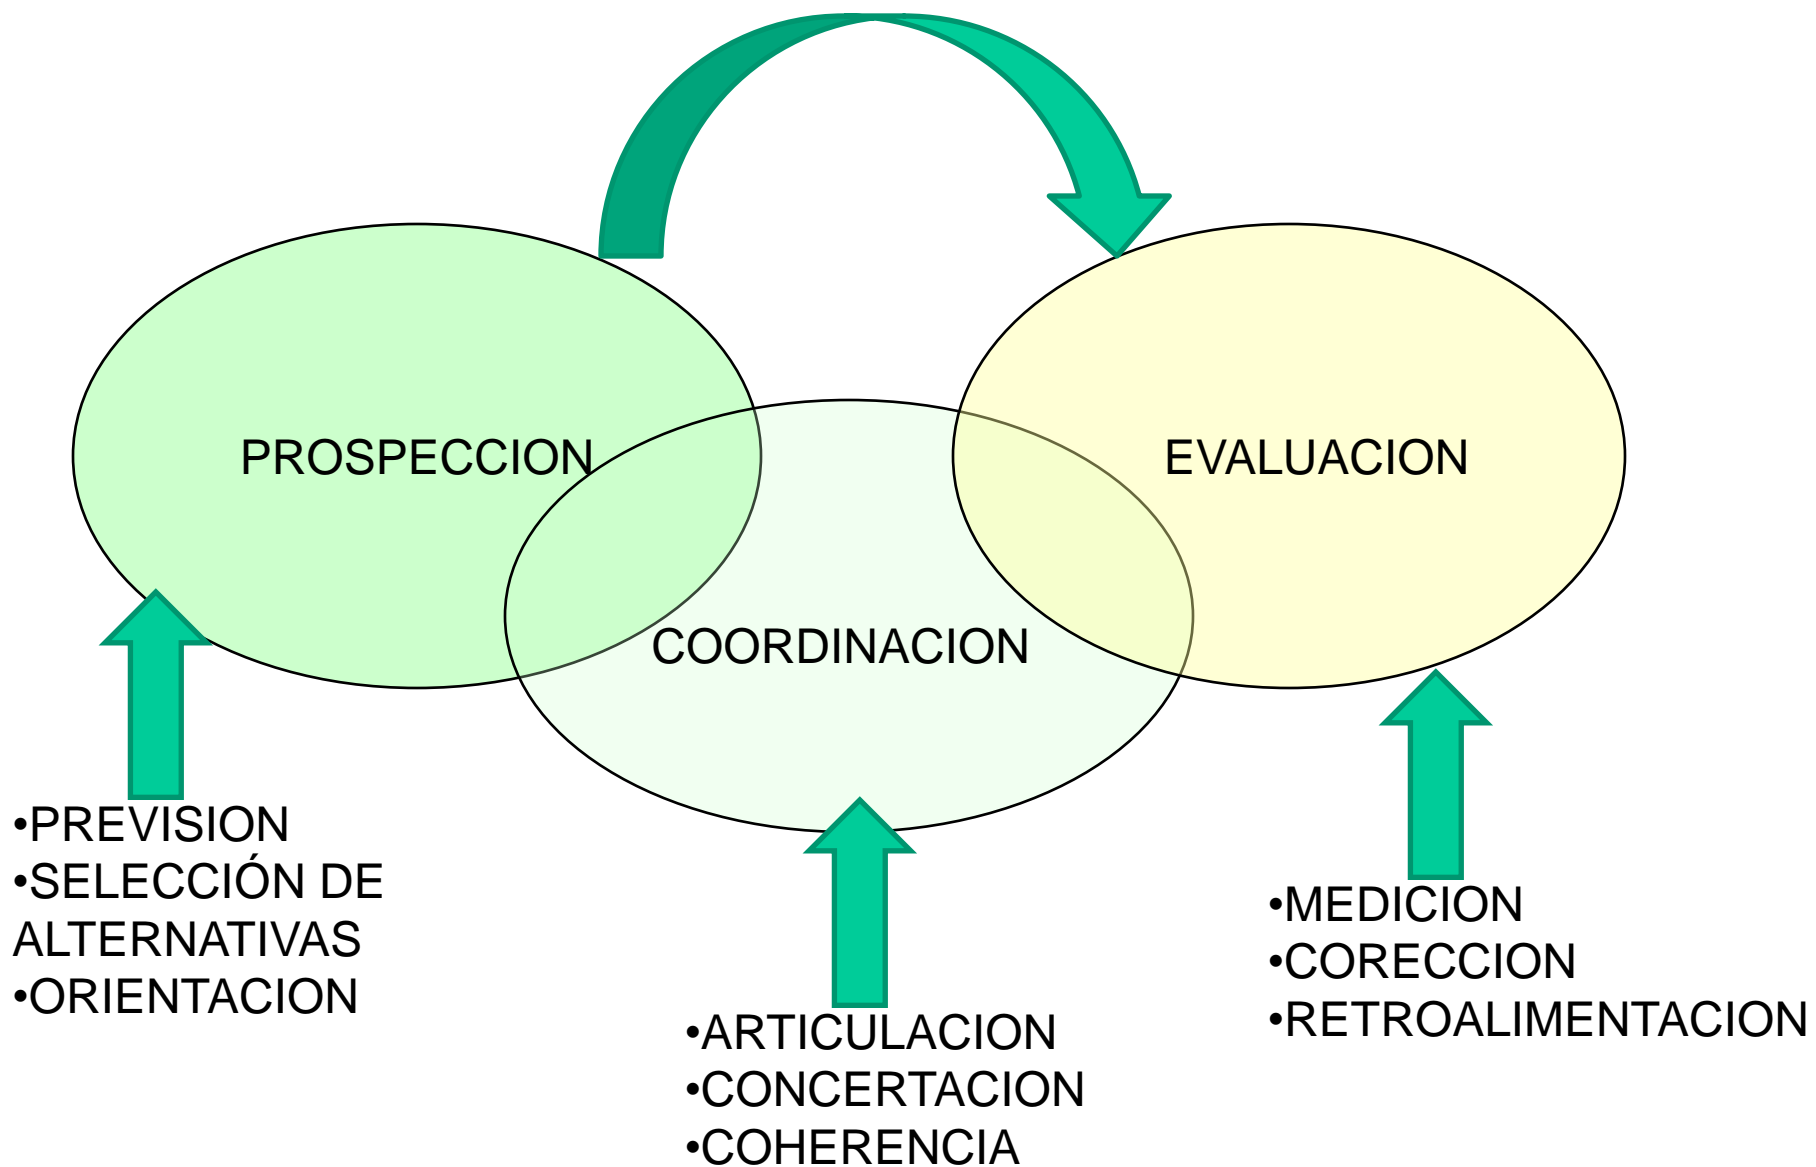 PROSPECCION
EVALUACION
COORDINACION
•PREVISION
•SELECCIÓN DE
ALTERNATIVAS
•ORIENTACION
•ARTICULACION
•CONCERTACION
•COHERENCIA
•MEDICION
•CORECCION
•RETROALIMENTACION